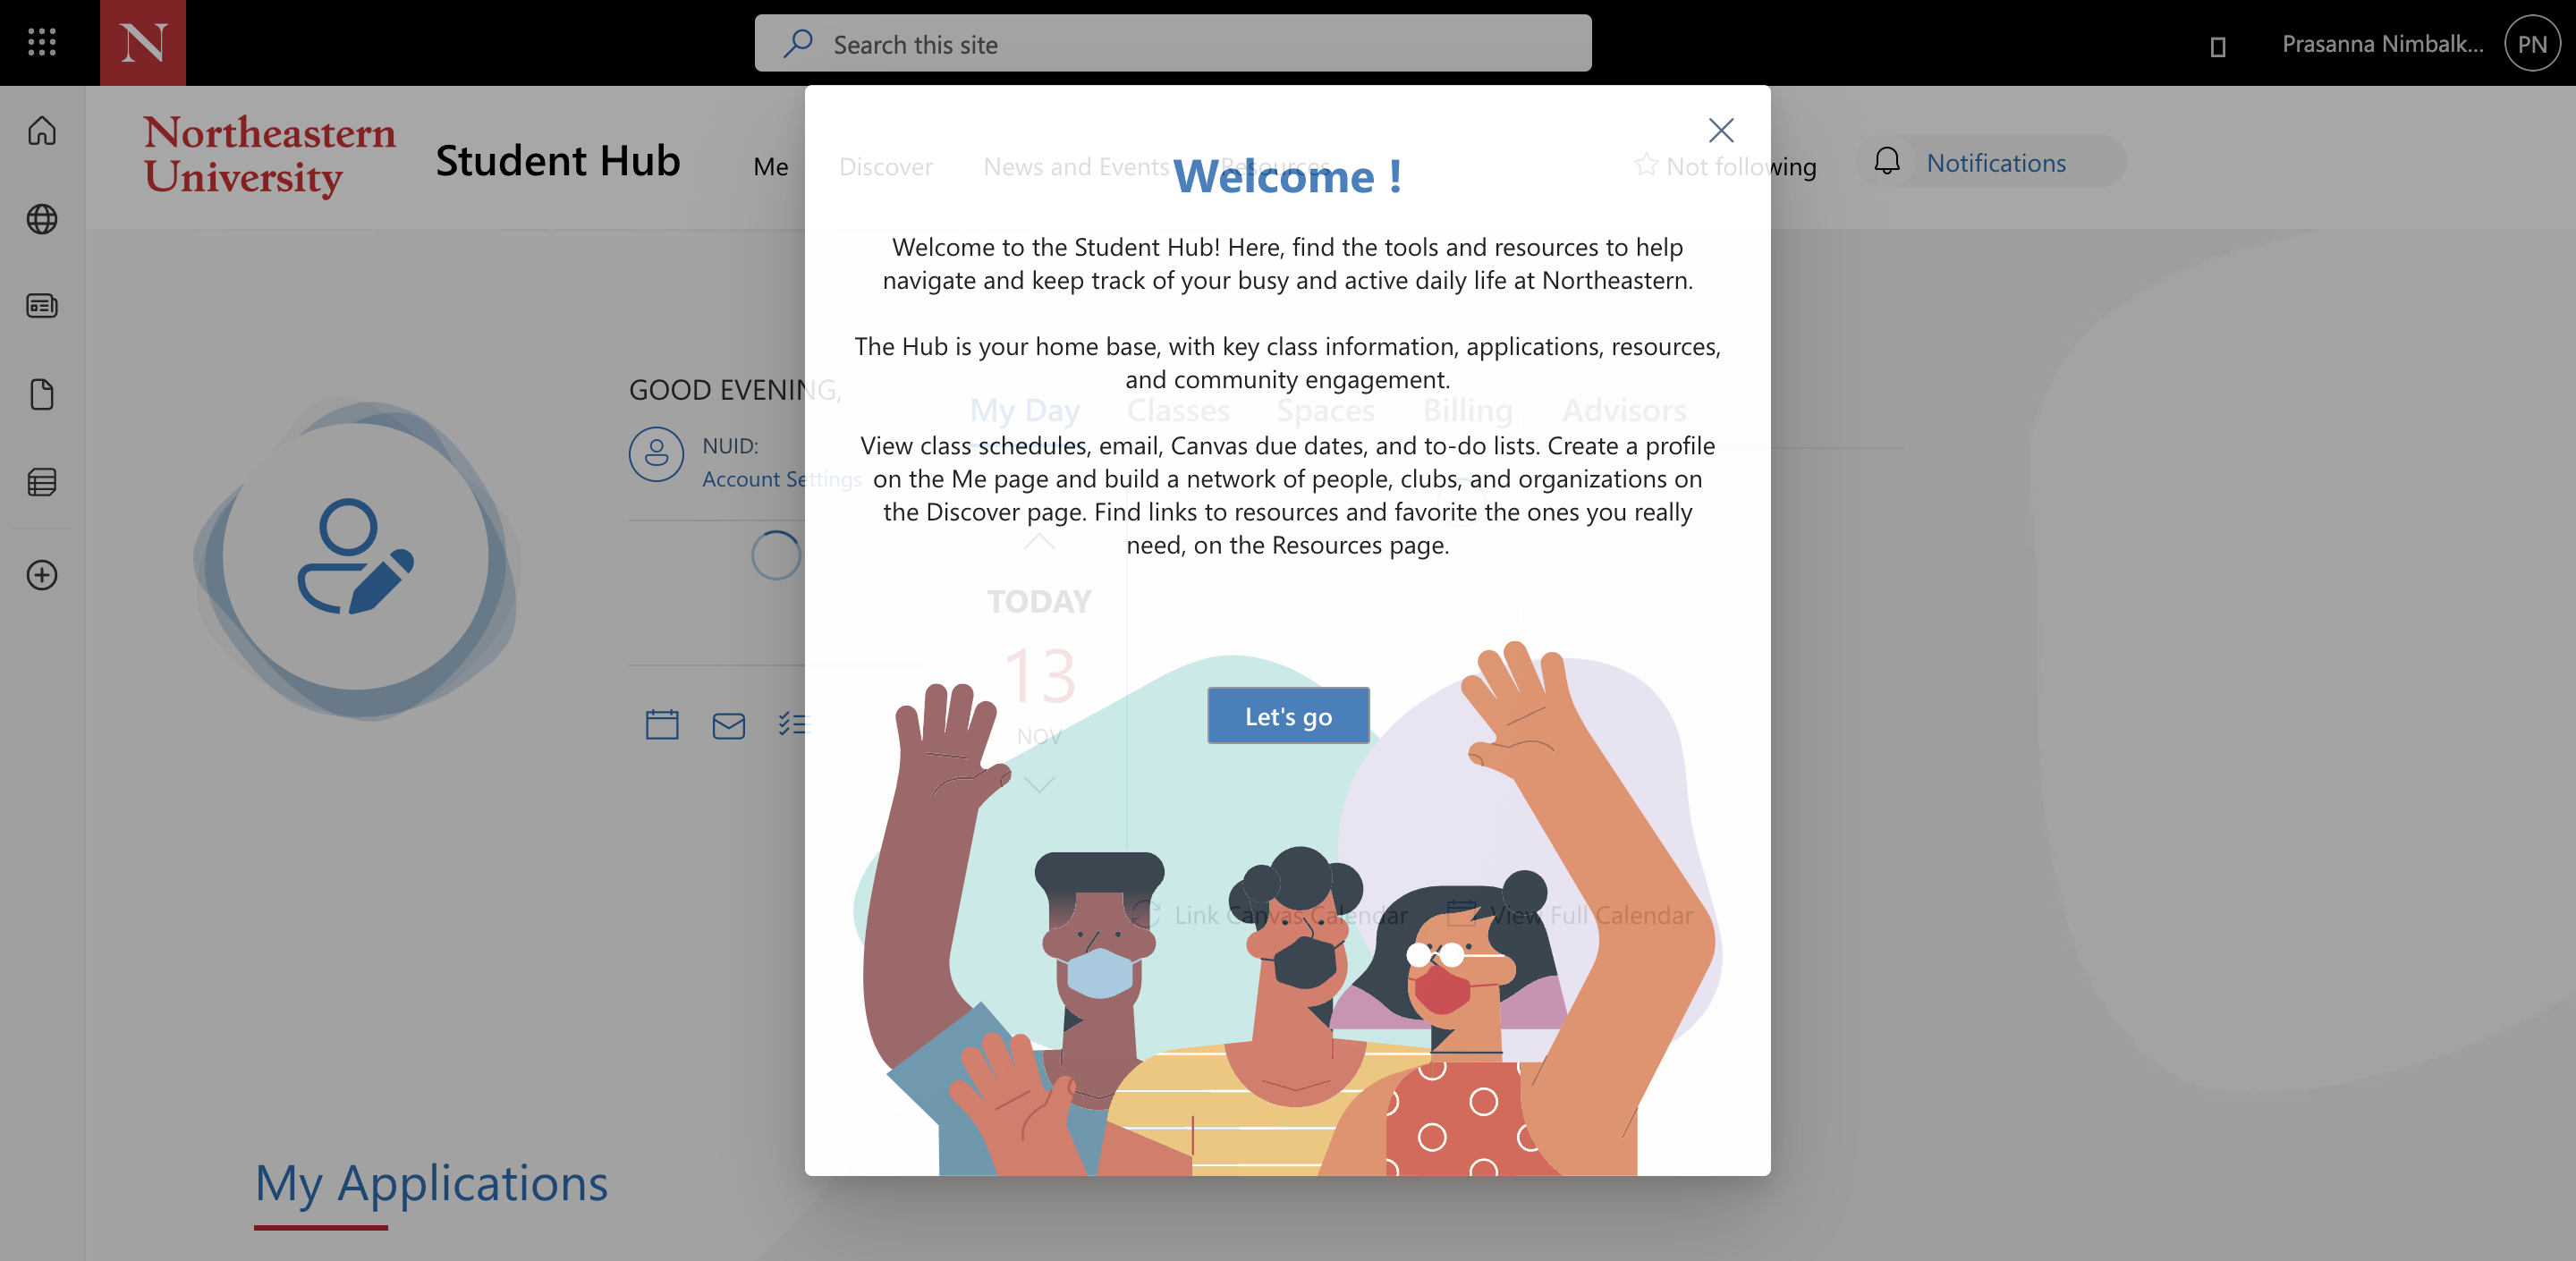 N
Search this site
Prasanna Nimbalk...
PN
Northeastern
University
Student Hub
Me
Discover
News and Events
Resources
Not following
Notifications
Welcome !
Welcome to the Student Hub! Here, find the tools and resources to help
navigate and keep track of your busy and active daily life at Northeastern.
The Hub is your home base, with key class information, applications, resources,
and community engagement.
View class schedules, email, Canvas due dates, and to-do lists. Create a profile
on the Me page and build a network of people, clubs, and organizations on
the Discover page. Find links to resources and favorite the ones you really
need, on the Resources page.
Let's go
GOOD EVENING,
NUID:
Account Settings
My Day
Classes
Spaces
Billing
Advisors
TODAY
13
NOV
Link Canvas Calendar
View Full Calendar
My Applications